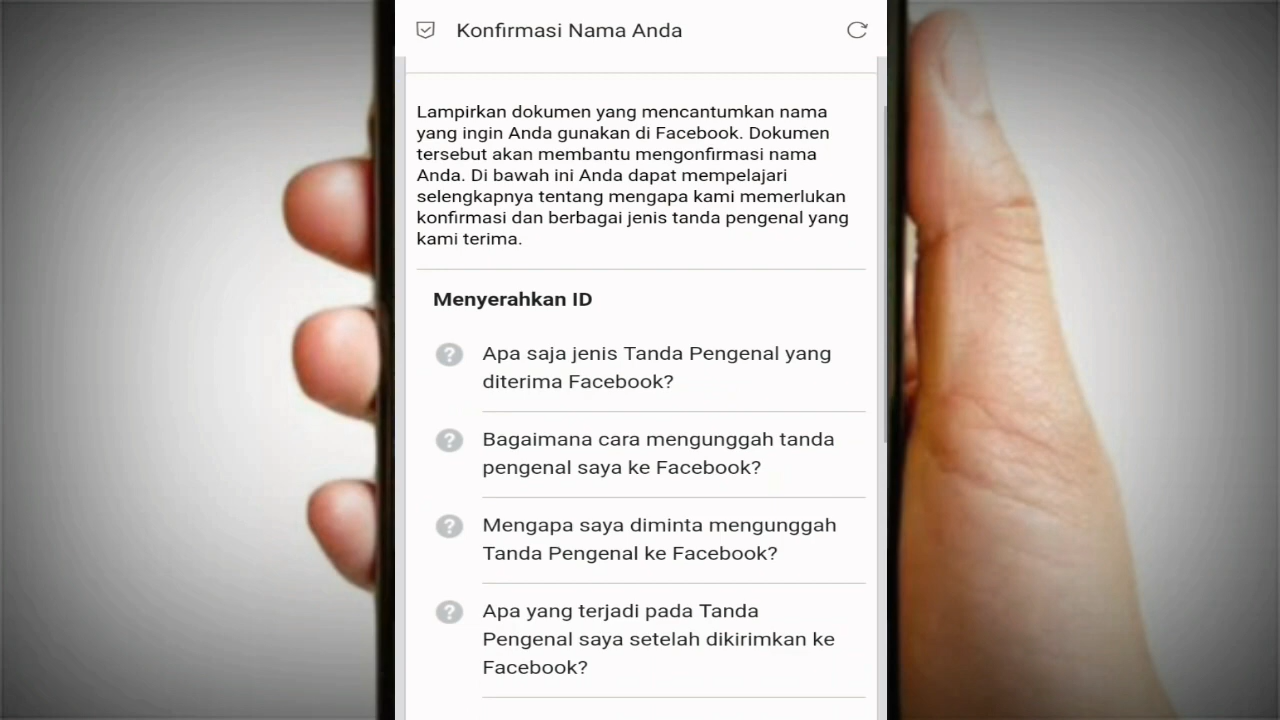 Konfirmasi Nama Anda
Lampirkan dokumen yang mencantumkan nama
yang ingin Anda gunakan di Facebook. Dokumen
tersebut akan membantu mengonfirmasi nama
Anda. Di bawah ini Anda dapat mempelajari
selengkapnya tentang mengapa kami memerlukan
konfirmasi dan berbagai jenis tanda pengenal yang
kami terima.
Menyerahkan ID
Apa saja jenis Tanda Pengenal yang
diterima Facebook?
Bagaimana cara mengunggah tanda
pengenal saya ke Facebook?
Mengapa saya diminta mengunggah
Tanda Pengenal ke Facebook?
Apa yang terjadi pada Tanda
Pengenal saya setelah dikirimkan ke
Facebook?